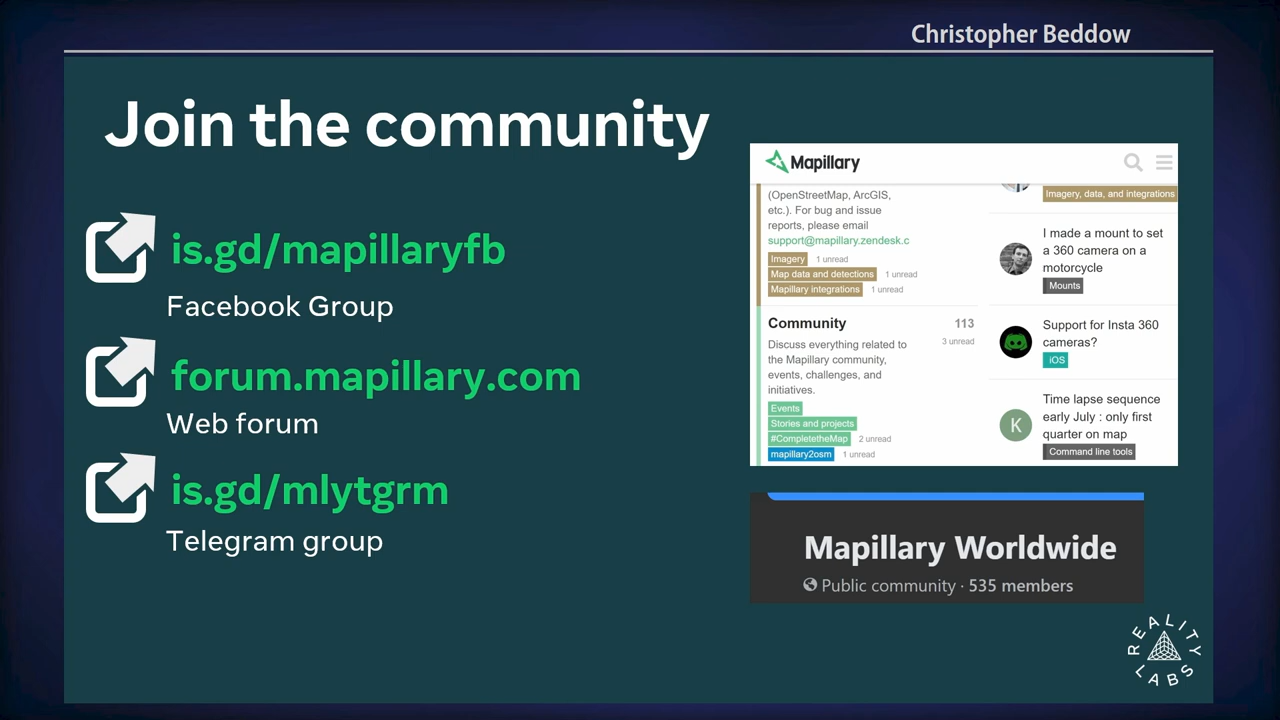 Christopher Beddow
Join the community
is.gd/mapillaryfb
Facebook Group
forum.mapillary.com
Web forum
is.gd/mlytgrm
Telegram group
Mapillary
(OpenStreetMap, ArcGIS,
etc.). For bug and issue
reports, please email
support@mapillary.zendesk.c
Imagery 1 unread
Map data and detections 1 unread
Mapillary integrations 1 unread
Community 113
3 unread
Discuss everything related to
the Mapillary community,
events, challenges, and
initiatives.
Events
Stories and projects
#CompletetheMap 2 unread
mapillary2osm 1 unread
Imagery, data, and integrations
I made a mount to set
a 360 camera on a
motorcycle
Mounts
Support for Insta 360
cameras?
iOS
K
Time lapse sequence
early July : only first
quarter on map
Command line tools
Mapillary Worldwide
Public community · 535 members
REALITY
LABS